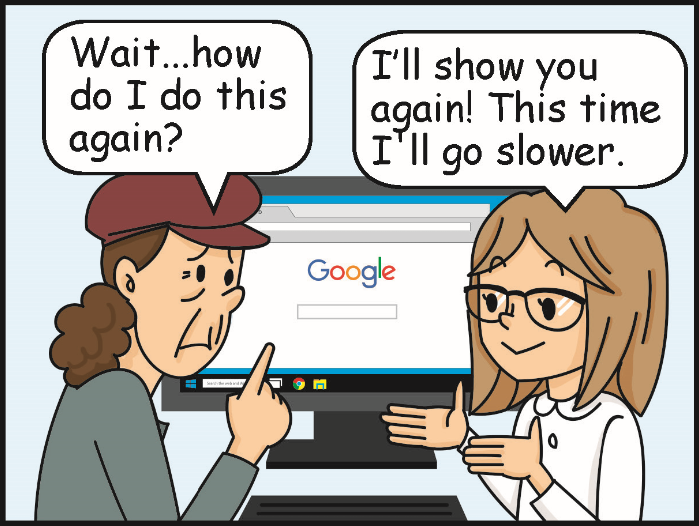 Wait...how
do I do this
again?
I'll show you
again! This time
I'll go slower.
Google